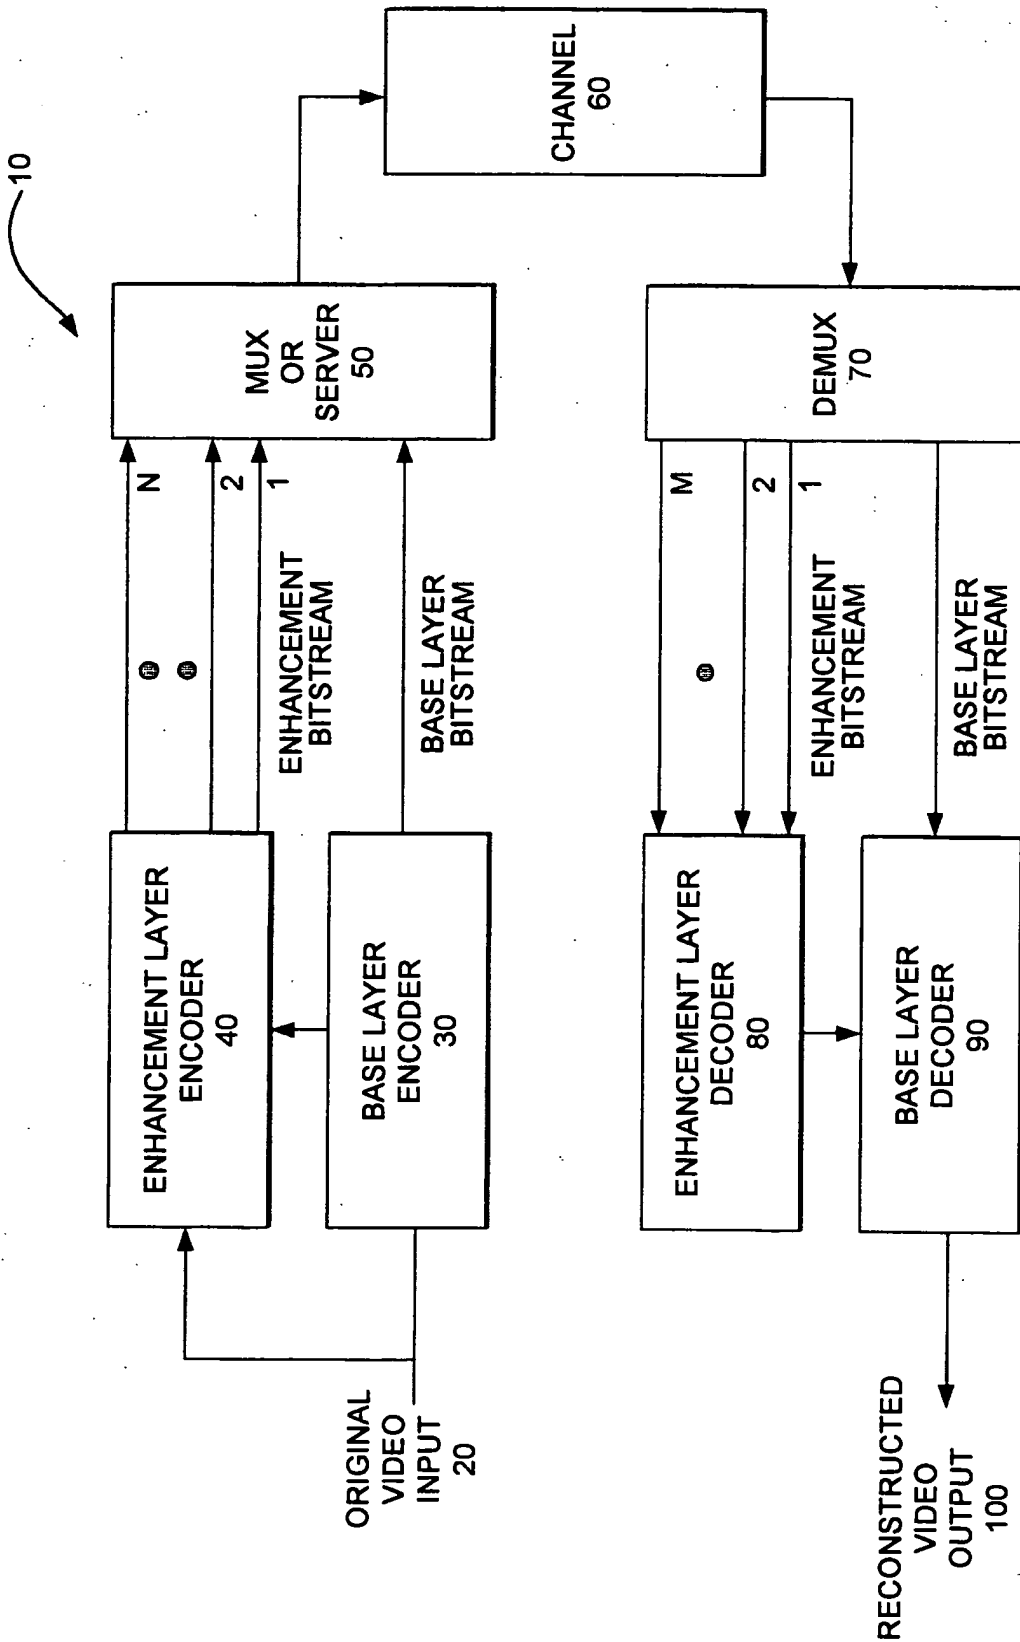 10
ORIGINAL
VIDEO
INPUT
20
ENHANCEMENT LAYER
ENCODER
40
BASE LAYER
ENCODER
30
N
2
1
ENHANCEMENT
BITSTREAM
BASE LAYER
BITSTREAM
MUX
OR
SERVER
50
CHANNEL
60
DEMUX
70
M
2
1
ENHANCEMENT
BITSTREAM
BASE LAYER
BITSTREAM
ENHANCEMENT LAYER
DECODER
80
BASE LAYER
DECODER
90
RECONSTRUCTED
VIDEO
OUTPUT
100